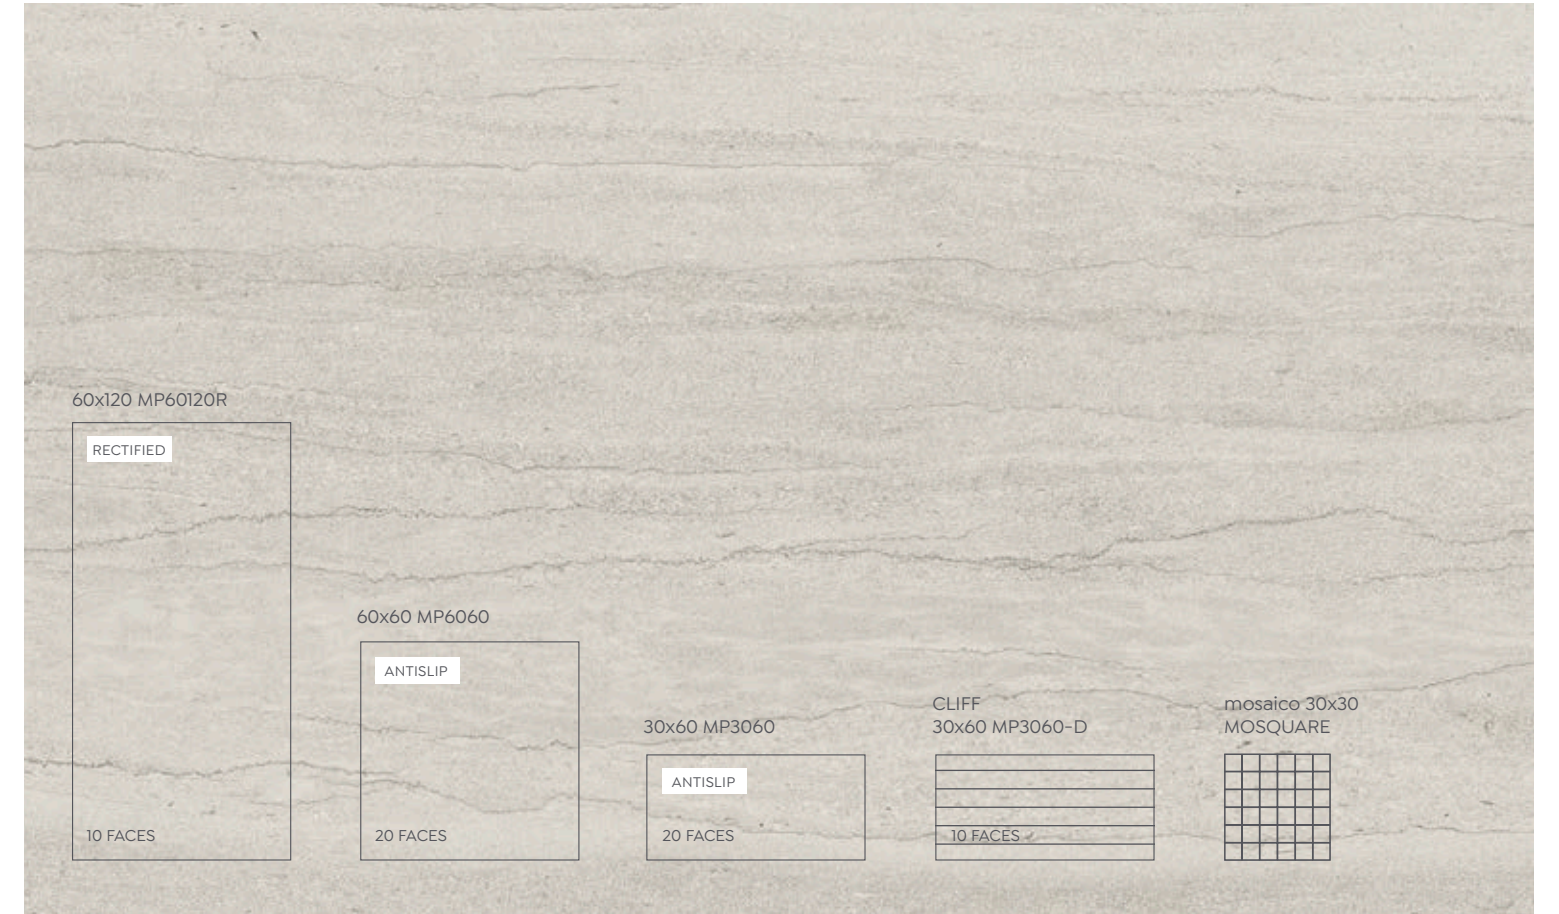 60x120 MP60120R
RECTIFIED
10 FACES
60x60 MP6060
ANTISLIP
20 FACES
30x60 MP3060
ANTISLIP
20 FACES
CLIFF
30x60 MP3060-D
10 FACES
mosaico 30x30
MOSQUARE